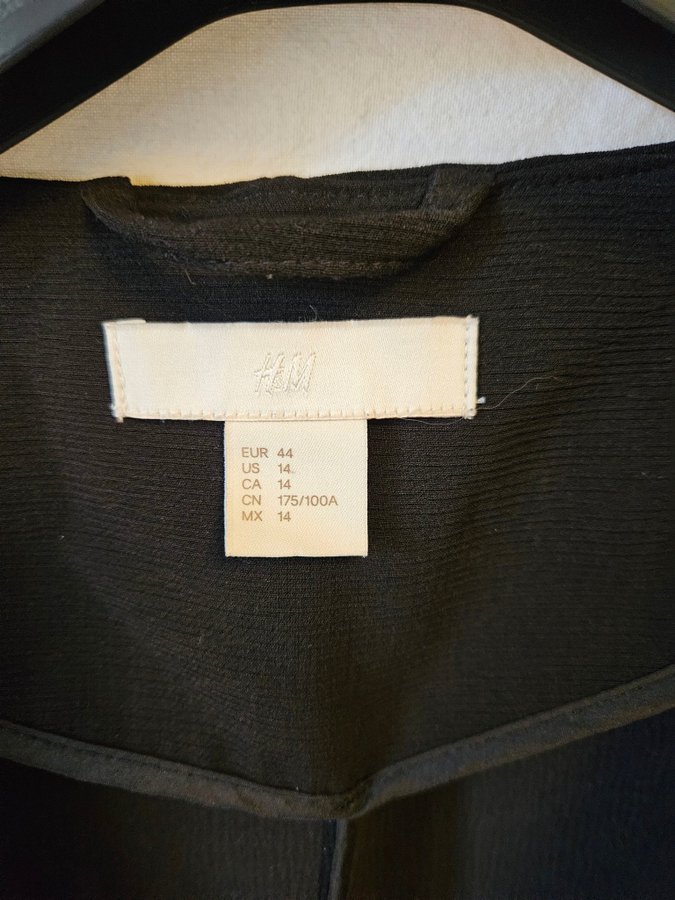 H&M
EUR 44
US 14
CA 14
CN 175/100A
MX 14